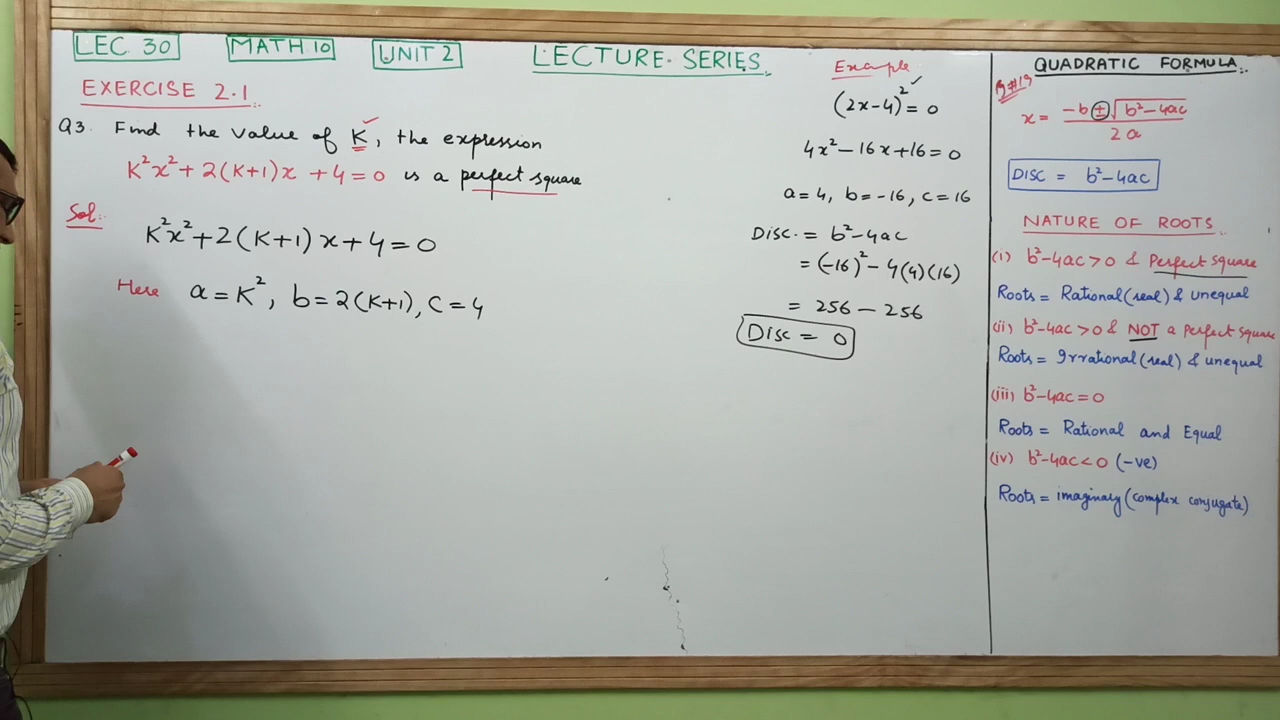 LEC 30 MATH 10 UNIT 2 LECTURE SERIES
EXERCISE 2.1
Q3. Find the value of K, the expression
K²x² + 2(K+1)x + 4 = 0 is a perfect square
Sol:
K²x² + 2(K+1)x + 4 = 0
Here a = K², b = 2(K+1), C = 4
Example
(2x-4)² = 0
4x² - 16x + 16 = 0
a = 4, b = -16, c = 16
DISC. = b² - 4ac
= (-16)² - 4(4)(16)
= 256 - 256
DISC = 0
QUADRATIC FORMULA
x = (-b ± √(b² - 4ac)) / 2a
DISC = b² - 4ac
NATURE OF ROOTS
(i) b² - 4ac > 0 & Perfect square
Roots = Rational (real) & unequal
(ii) b² - 4ac > 0 & NOT a perfect square
Roots = Irrational (real) & unequal
(iii) b² - 4ac = 0
Roots = Rational and Equal
(iv) b² - 4ac < 0 (-ve)
Roots = imaginary (complex conjugate)